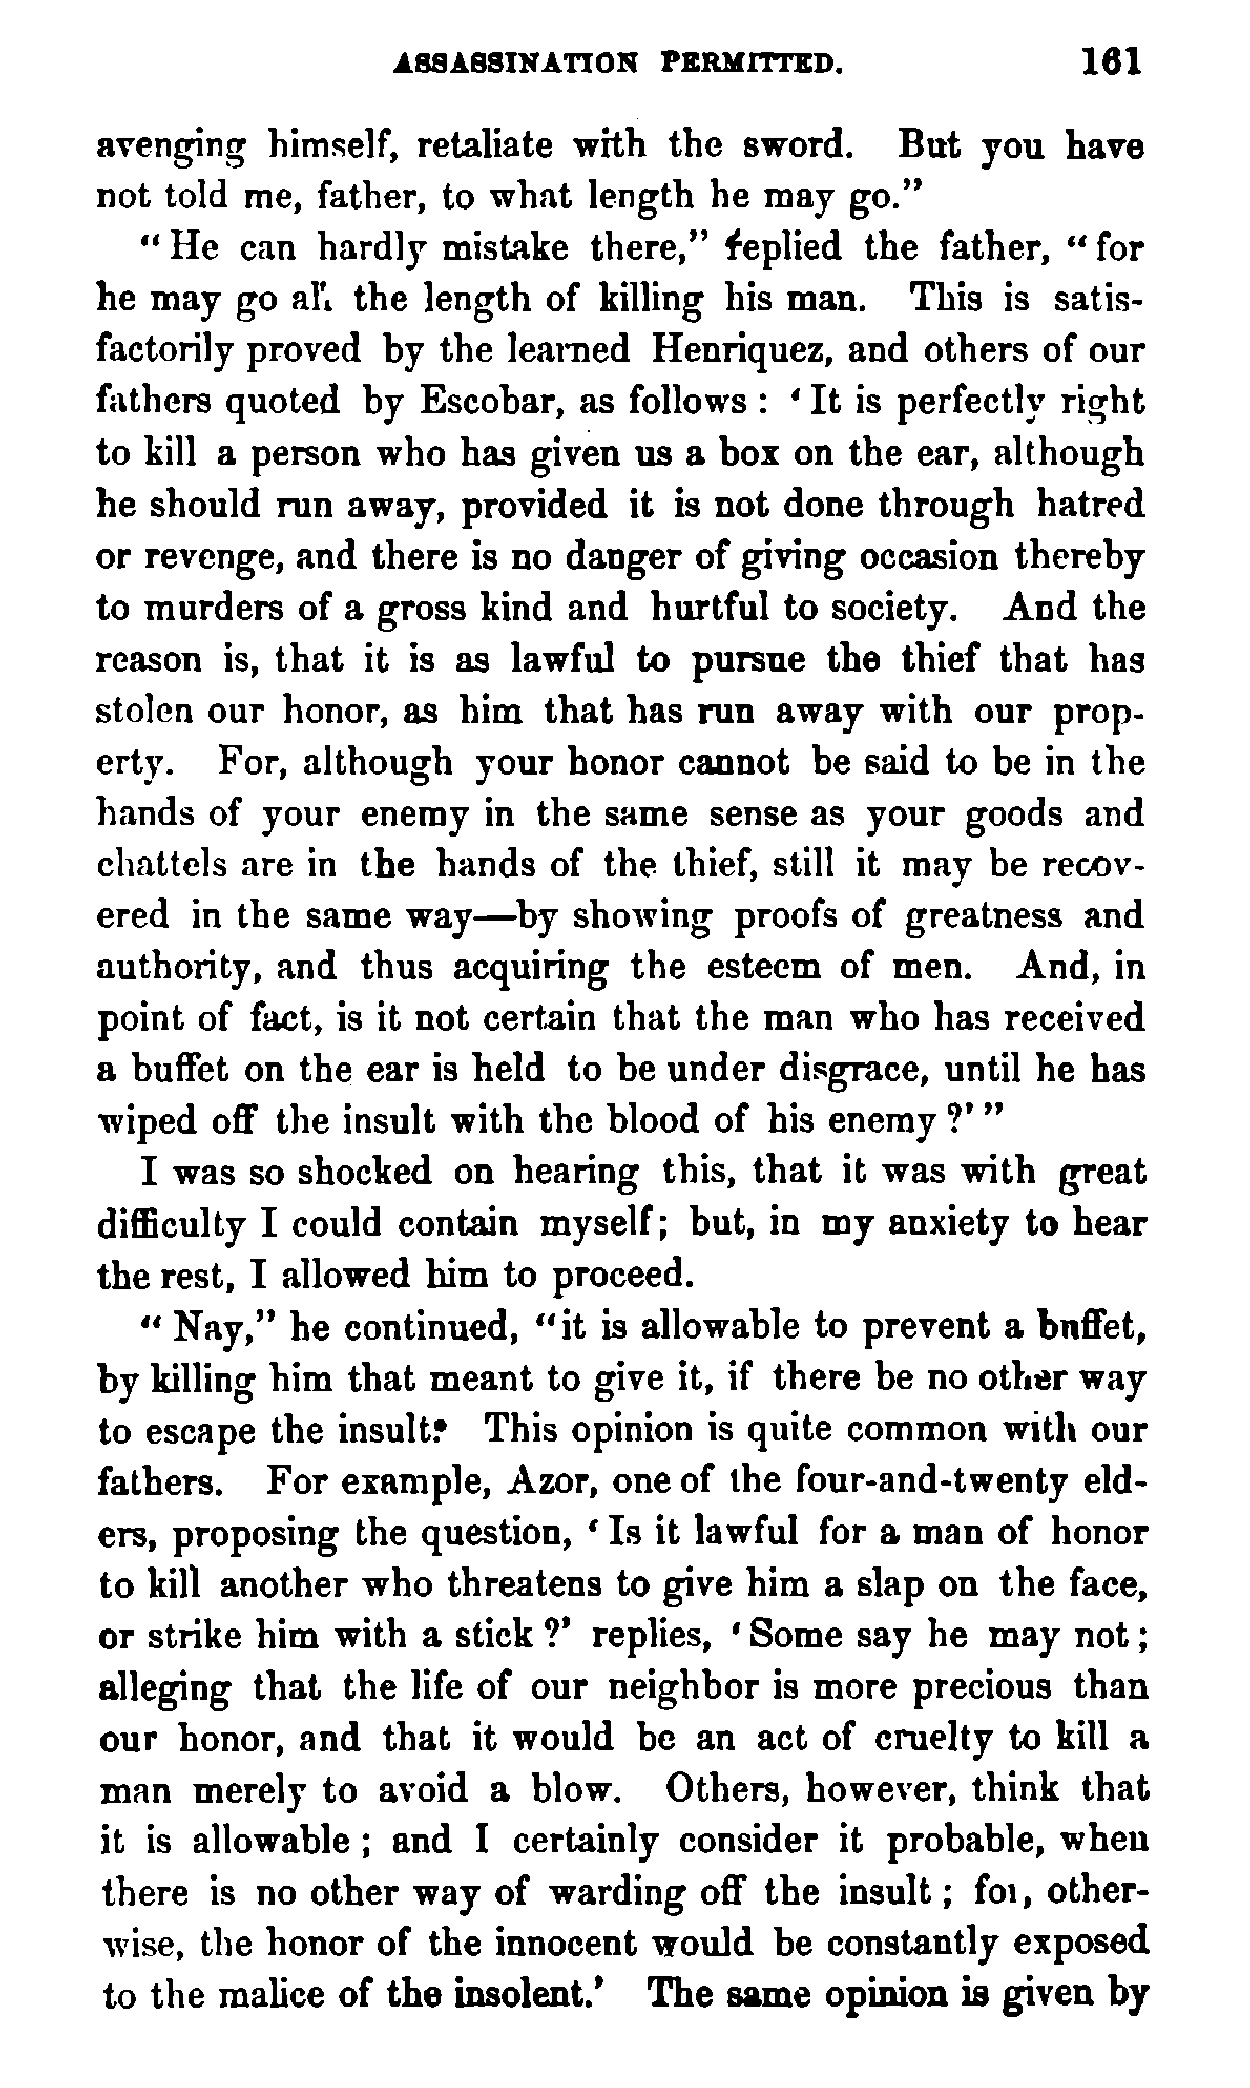 ASSASSINATION PERMITTED. 161
avenging himself, retaliate with the sword. But you have
not told me, father, to what length he may go.”
“ He can hardly mistake there,” replied the father, “ for
he may go all the length of killing his man. This is satis-
factorily proved by the learned Henriquez, and others of our
fathers quoted by Escobar, as follows : ‘ It is perfectly right
to kill a person who has given us a box on the ear, although
he should run away, provided it is not done through hatred
or revenge, and there is no danger of giving occasion thereby
to murders of a gross kind and hurtful to society. And the
reason is, that it is as lawful to pursue the thief that has
stolen our honor, as him that has run away with our prop-
erty. For, although your honor cannot be said to be in the
hands of your enemy in the same sense as your goods and
chattels are in the hands of the thief, still it may be recov-
ered in the same way—by showing proofs of greatness and
authority, and thus acquiring the esteem of men. And, in
point of fact, is it not certain that the man who has received
a buffet on the ear is held to be under disgrace, until he has
wiped off the insult with the blood of his enemy ?’ ”
I was so shocked on hearing this, that it was with great
difficulty I could contain myself; but, in my anxiety to hear
the rest, I allowed him to proceed.
“ Nay,” he continued, “it is allowable to prevent a buffet,
by killing him that meant to give it, if there be no other way
to escape the insult. This opinion is quite common with our
fathers. For example, Azor, one of the four-and-twenty eld-
ers, proposing the question, ‘ Is it lawful for a man of honor
to kill another who threatens to give him a slap on the face,
or strike him with a stick ?’ replies, ‘ Some say he may not ;
alleging that the life of our neighbor is more precious than
our honor, and that it would be an act of cruelty to kill a
man merely to avoid a blow. Others, however, think that
it is allowable ; and I certainly consider it probable, when
there is no other way of warding off the insult ; for, other-
wise, the honor of the innocent would be constantly exposed
to the malice of the insolent.’ The same opinion is given by